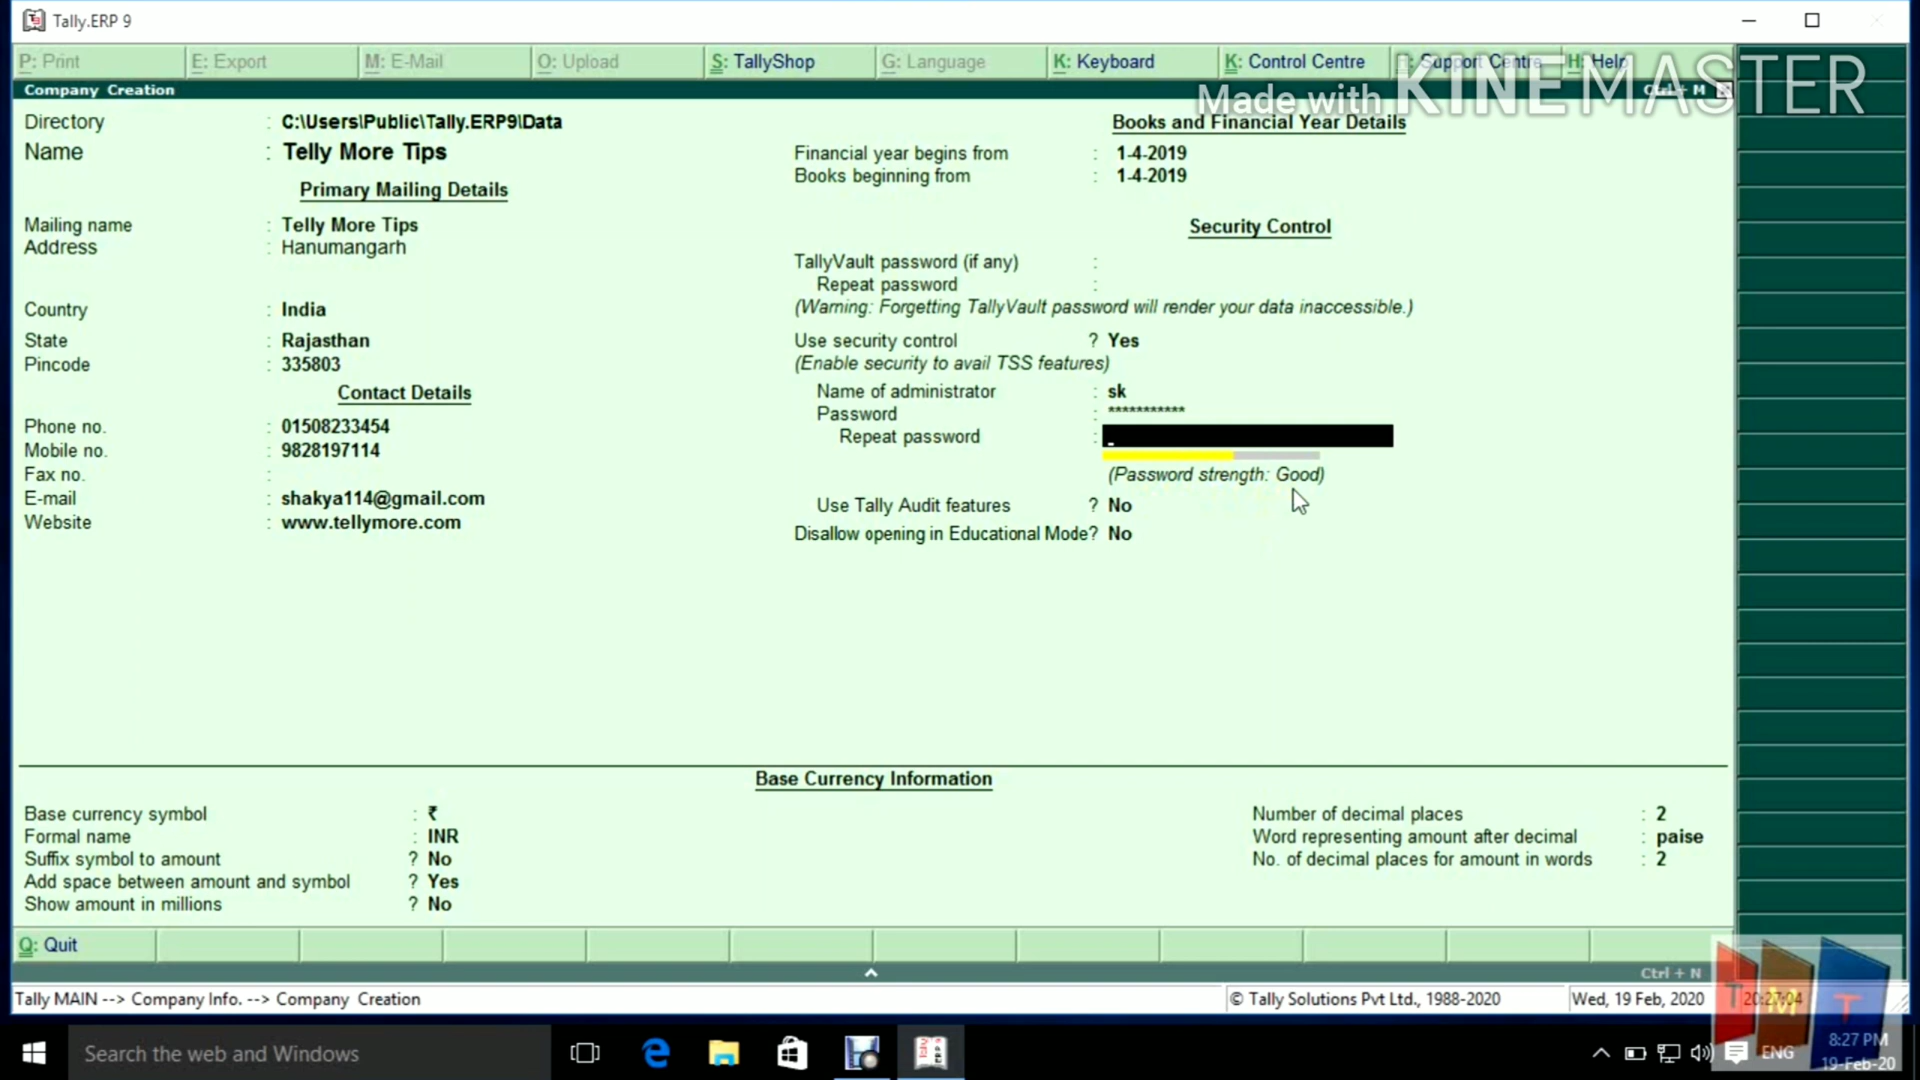 Tally.ERP 9
P: Print E: Export M: E-Mail O: Upload S: TallyShop G: Language K: Keyboard K: Control Centre Support Centre H: Help
Made with KINEMASTER
Company Creation Ctrl + M
Directory : C:\Users\Public\Tally.ERP9\Data
Name : Telly More Tips
Primary Mailing Details
Mailing name : Telly More Tips
Address : Hanumangarh
Country : India
State : Rajasthan
Pincode : 335803
Contact Details
Phone no. : 01508233454
Mobile no. : 9828197114
Fax no. :
E-mail : shakya114@gmail.com
Website : www.tellymore.com
Books and Financial Year Details
Financial year begins from : 1-4-2019
Books beginning from : 1-4-2019
Security Control
TallyVault password (if any) :
Repeat password :
(Warning: Forgetting TallyVault password will render your data inaccessible.)
Use security control ? Yes
(Enable security to avail TSS features)
Name of administrator : sk
Password : ***********
Repeat password :
(Password strength: Good)
Use Tally Audit features ? No
Disallow opening in Educational Mode? No
Base Currency Information
Base currency symbol : ₹
Formal name : INR
Suffix symbol to amount ? No
Add space between amount and symbol ? Yes
Show amount in millions ? No
Number of decimal places : 2
Word representing amount after decimal : paise
No. of decimal places for amount in words : 2
Q: Quit
Ctrl + N
Tally MAIN --> Company Info. --> Company Creation © Tally Solutions Pvt Ltd., 1988-2020 Wed, 19 Feb, 2020 20:27:04
T M T
Search the web and Windows ENG 8:27 PM
19-Feb-20